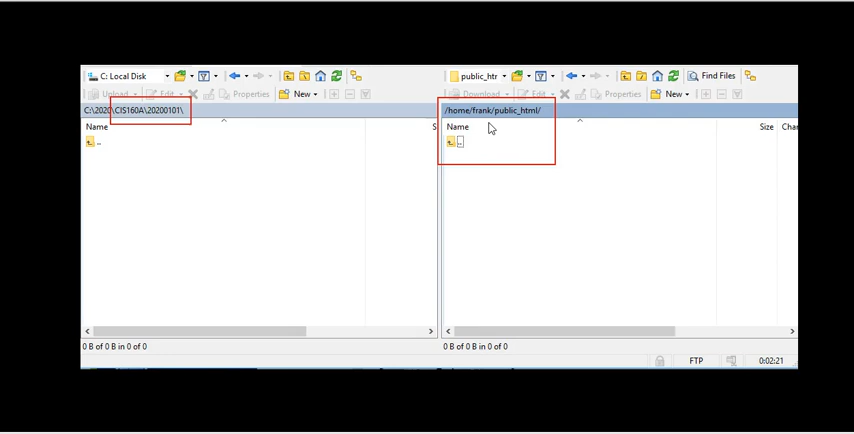 C: Local Disk
public_htr
Find Files
Upload
Edit
Properties
New
Download
Edit
Properties
New
C:\2020\CIS160A\20200101\
/home/frank/public_html/
Name
S
Name
Size
Char
..
..
0 B of 0 B in 0 of 0
0 B of 0 B in 0 of 0
FTP
0:02:21